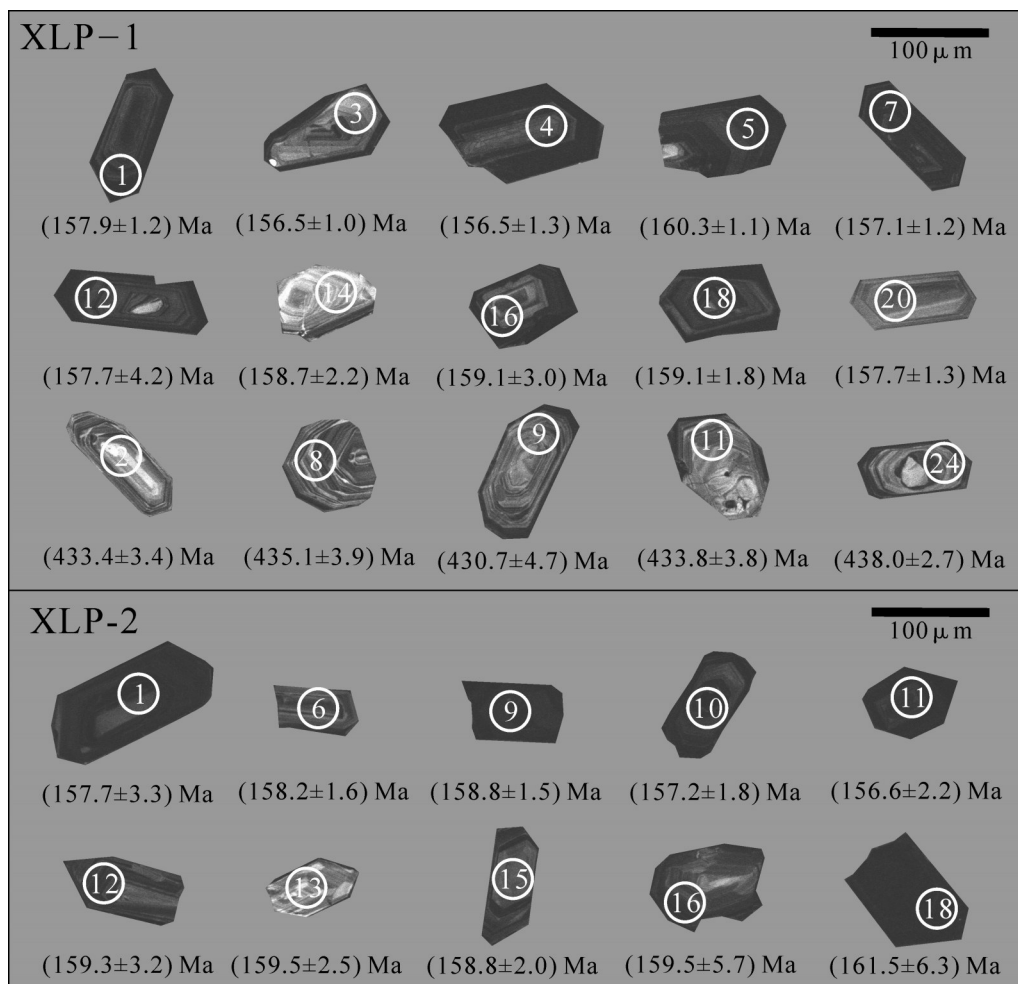 XLP−1
100 μm
1 3 4 5 7
(157.9±1.2) Ma (156.5±1.0) Ma (156.5±1.3) Ma (160.3±1.1) Ma (157.1±1.2) Ma
12 14 16 18 20
(157.7±4.2) Ma (158.7±2.2) Ma (159.1±3.0) Ma (159.1±1.8) Ma (157.7±1.3) Ma
2 8 9 11 24
(433.4±3.4) Ma (435.1±3.9) Ma (430.7±4.7) Ma (433.8±3.8) Ma (438.0±2.7) Ma
XLP-2
100 μm
1 6 9 10 11
(157.7±3.3) Ma (158.2±1.6) Ma (158.8±1.5) Ma (157.2±1.8) Ma (156.6±2.2) Ma
12 13 15 16 18
(159.3±3.2) Ma (159.5±2.5) Ma (158.8±2.0) Ma (159.5±5.7) Ma (161.5±6.3) Ma